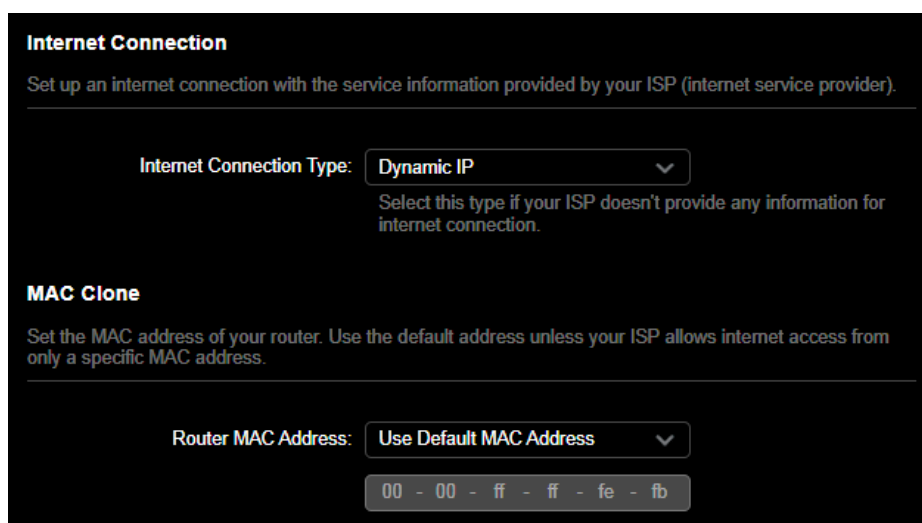 Internet Connection
Set up an internet connection with the service information provided by your ISP (internet service provider).
Internet Connection Type: Dynamic IP
Select this type if your ISP doesn't provide any information for
internet connection.
MAC Clone
Set the MAC address of your router. Use the default address unless your ISP allows internet access from
only a specific MAC address.
Router MAC Address: Use Default MAC Address
00 - 00 - ff - ff - fe - fb